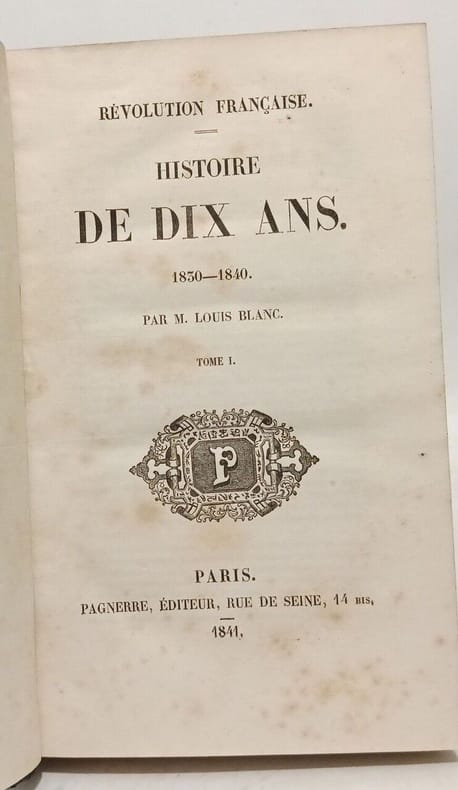 RÉVOLUTION FRANÇAISE.
HISTOIRE
DE DIX ANS.
1830—1840.
PAR M. LOUIS BLANC.
TOME I.
P
PARIS.
PAGNERRE, ÉDITEUR, RUE DE SEINE, 14 BIS,
1841,